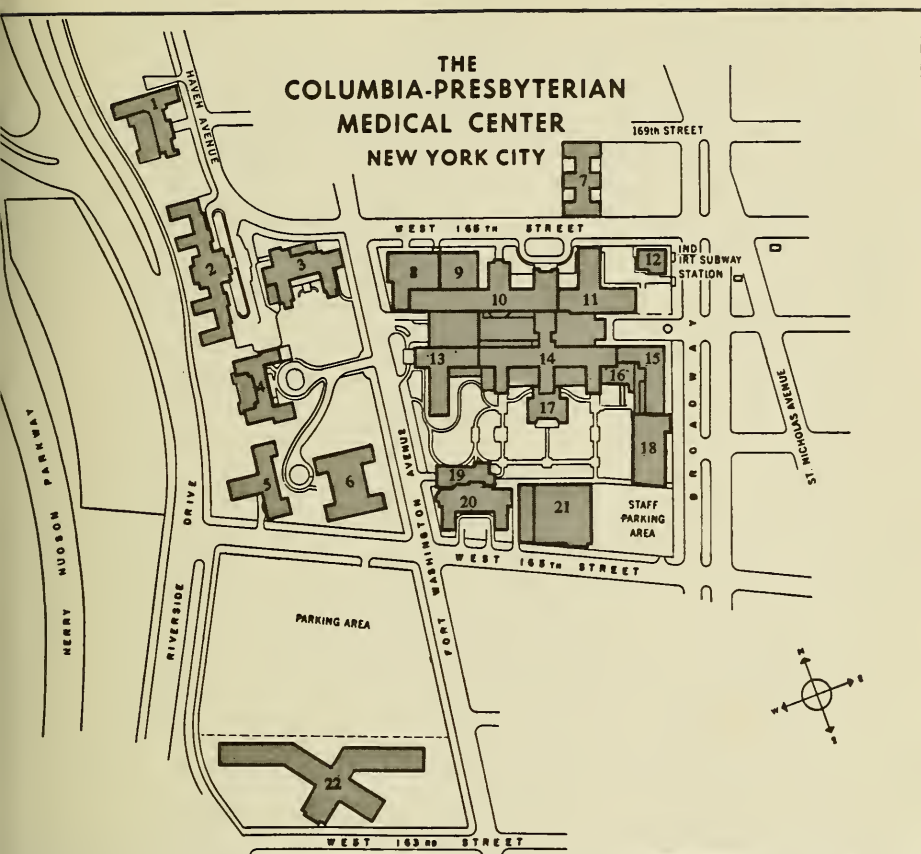 THE
COLUMBIA-PRESBYTERIAN
MEDICAL CENTER
NEW YORK CITY
HAVEN AVENUE
169th STREET
WEST 168TH STREET
IND
IRT SUBWAY
STATION
1
2
3
4
5
6
7
8
9
10
11
12
13
14
15
16
17
18
19
20
21
22
BROADWAY
ST. NICHOLAS AVENUE
HENRY HUDSON PARKWAY
RIVERSIDE DRIVE
FORT WASHINGTON AVENUE
STAFF
PARKING
AREA
WEST 165TH STREET
PARKING AREA
WEST 163RD STREET
N
E
W
S